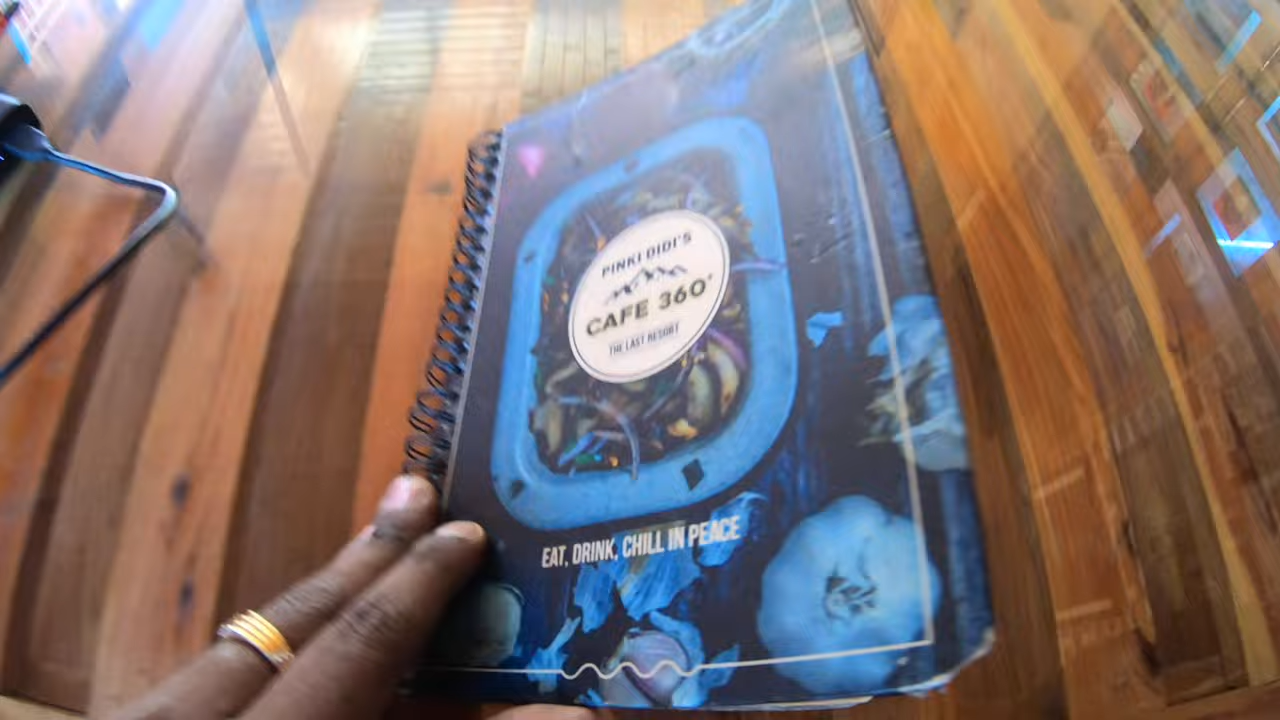 PINKI DIDI'S
CAFE 360°
THE LAST RESORT
EAT, DRINK, CHILL IN PEACE